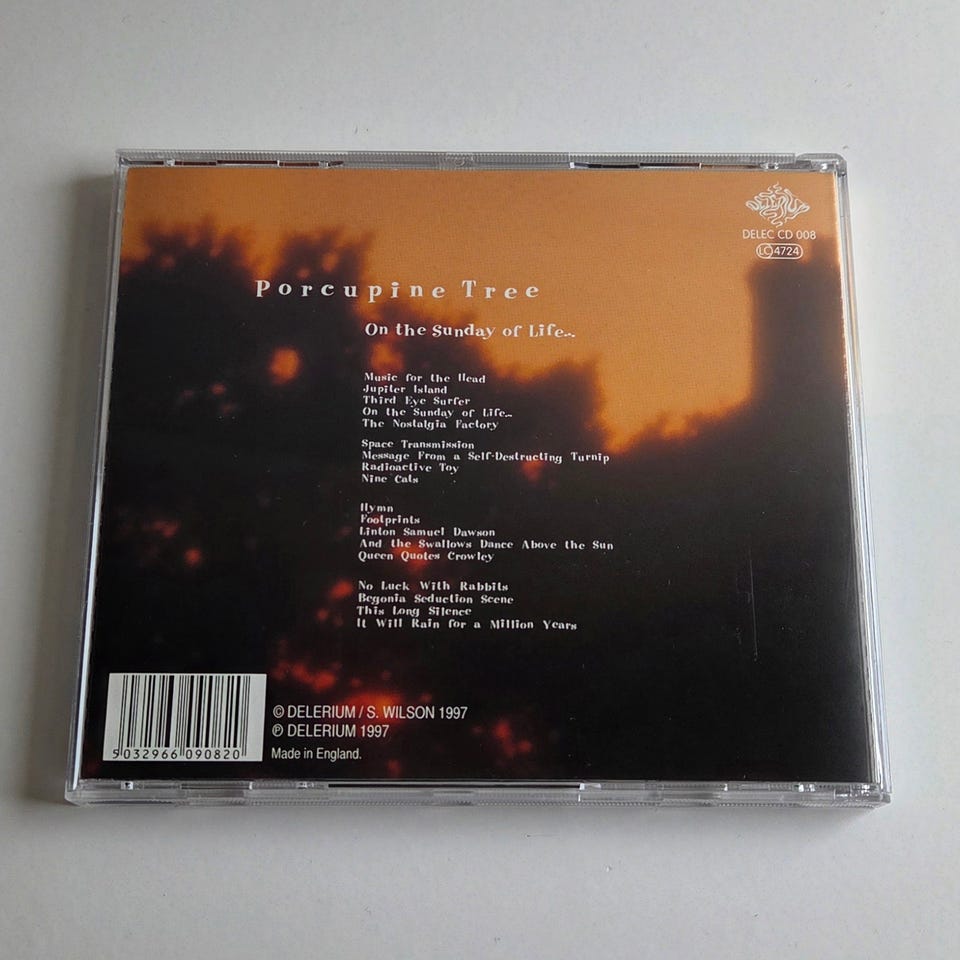 DELERIUM
DELEC CD 008
LC 4724
Porcupine Tree
On the Sunday of Life...
Music for the Head
Jupiter Island
Third Eye Surfer
On the Sunday of Life...
The Nostalgia Factory
Space Transmission
Message From a Self-Destructing Turnip
Radioactive Toy
Nine Cats
Hymn
Footprints
Linton Samuel Dawson
And the Swallows Dance Above the Sun
Queen Quotes Crowley
No Luck With Rabbits
Begonia Seduction Scene
This Long Silence
It Will Rain for a Million Years
© DELERIUM / S. WILSON 1997
℗ DELERIUM 1997
Made in England.
5 032966 090820